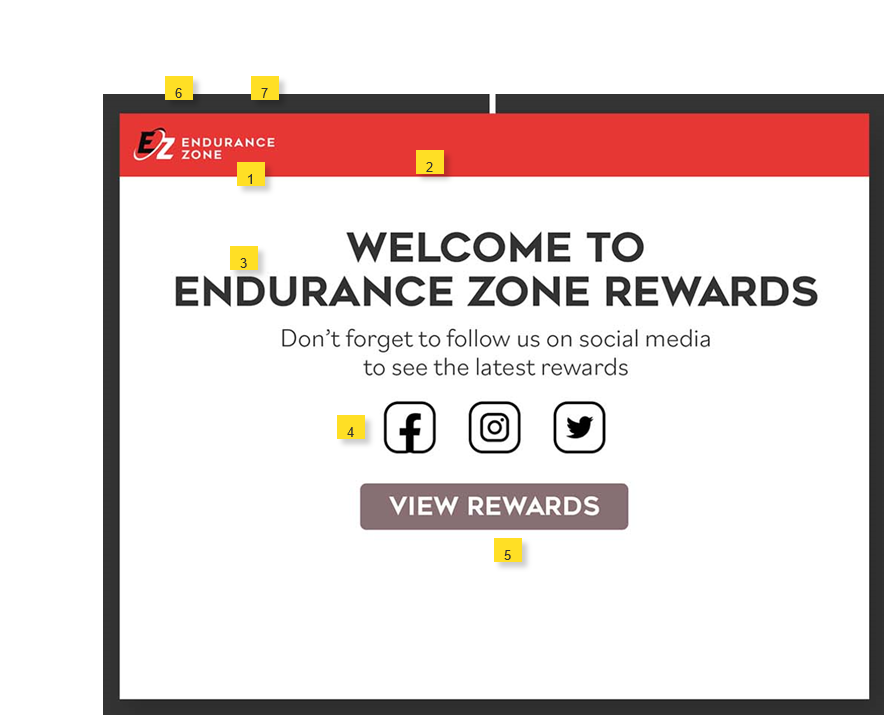 6
7
EZ ENDURANCE
ZONE
1
2
WELCOME TO
3
ENDURANCE ZONE REWARDS
Don't forget to follow us on social media
to see the latest rewards
4
VIEW REWARDS
5